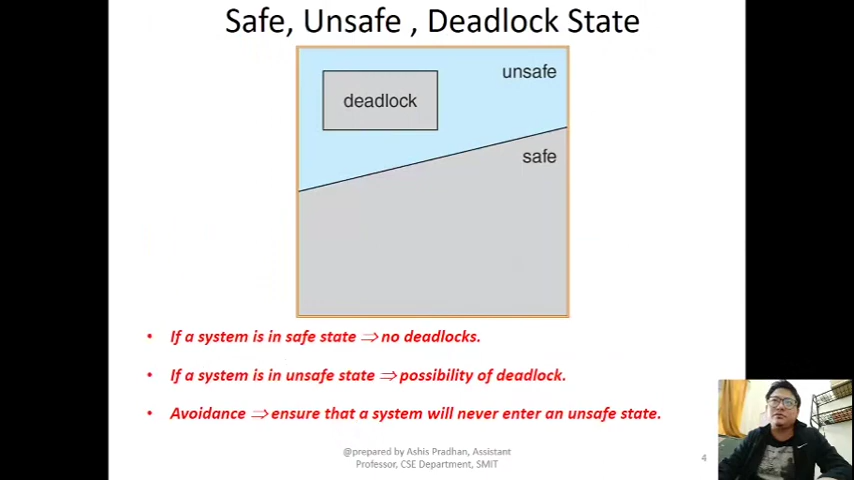 Safe, Unsafe , Deadlock State
unsafe
deadlock
safe
• If a system is in safe state ⇒ no deadlocks.
• If a system is in unsafe state ⇒ possibility of deadlock.
• Avoidance ⇒ ensure that a system will never enter an unsafe state.
@prepared by Ashis Pradhan, Assistant
Professor, CSE Department, SMIT
4